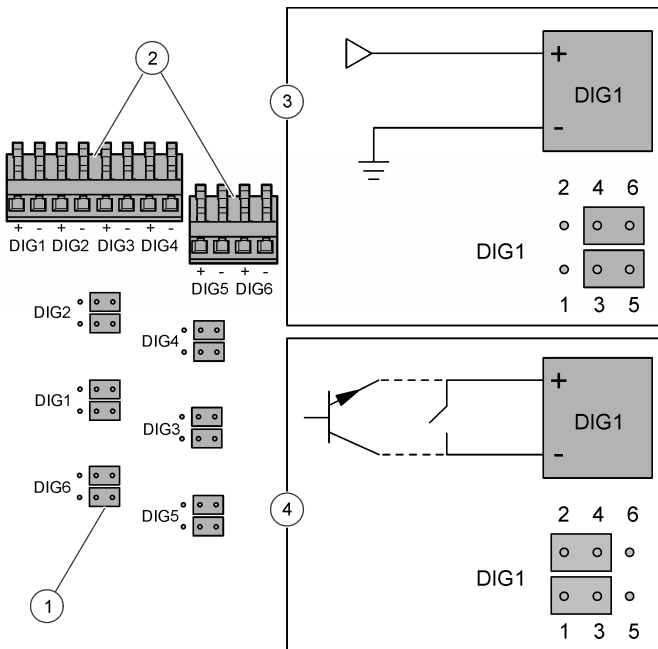 2
+ - + - + - + -
DIG1 DIG2 DIG3 DIG4
+ - + -
DIG5 DIG6
DIG2
DIG4
DIG1
DIG3
DIG6
DIG5
1
3
+
DIG1
-
2 4 6
DIG1
1 3 5
4
+
DIG1
-
2 4 6
DIG1
1 3 5